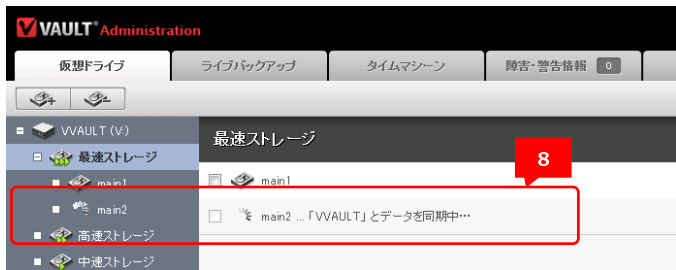 VVAULT® Administration
仮想ドライブ
ライブバックアップ
タイムマシーン
障害・警告情報 0
VVAULT (V:)
最速ストレージ
main1
main2
高速ストレージ
中速ストレージ
最速ストレージ
8
main1
main2 ... 「VVAULT」とデータを同期中…